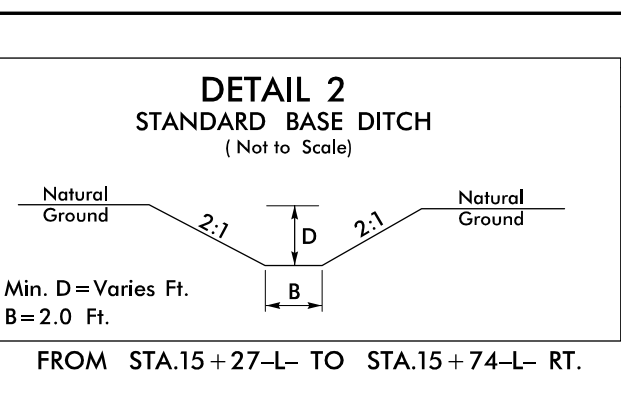 DETAIL 2
STANDARD BASE DITCH
( Not to Scale)
Natural
Ground
2:1
D
2:1
Natural
Ground
B
Min. D=Varies Ft.
B=2.0 Ft.
FROM STA.15+27-L- TO STA.15+74-L- RT.